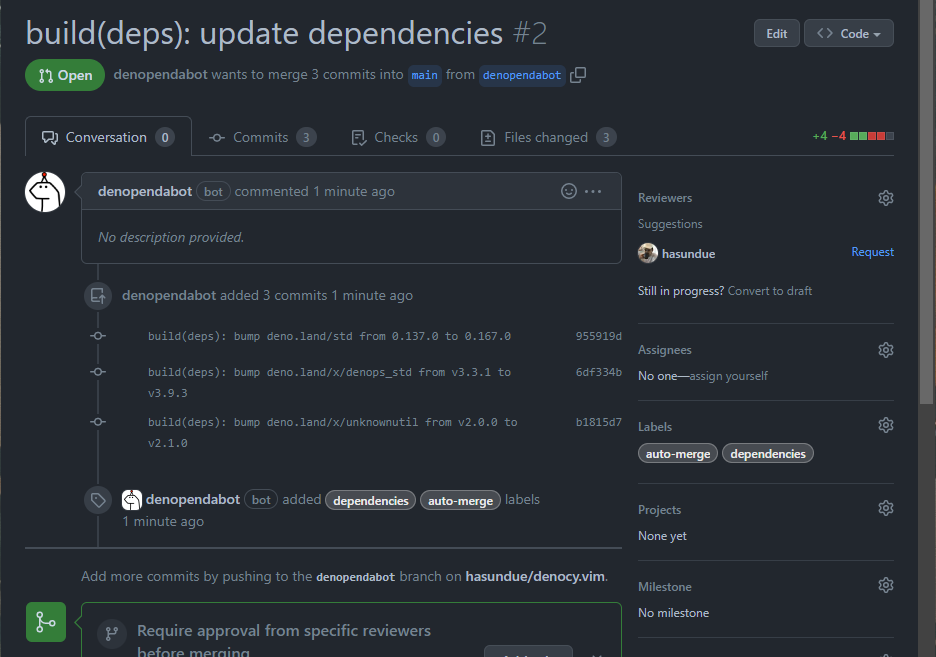 build(deps): update dependencies #2
Edit
Code
Open
denopendabot wants to merge 3 commits into main from denopendabot
Conversation 0
Commits 3
Checks 0
Files changed 3
+4 −4
denopendabot bot commented 1 minute ago
No description provided.
denopendabot added 3 commits 1 minute ago
build(deps): bump deno.land/std from 0.137.0 to 0.167.0 955919d
build(deps): bump deno.land/x/denops_std from v3.3.1 to 6df334b
v3.9.3
build(deps): bump deno.land/x/unknownutil from v2.0.0 to b1815d7
v2.1.0
denopendabot bot added dependencies auto-merge labels
1 minute ago
Add more commits by pushing to the denopendabot branch on hasundue/denocy.vim.
Require approval from specific reviewers
before merging
Reviewers
Suggestions
hasundue Request
Still in progress? Convert to draft
Assignees
No one—assign yourself
Labels
auto-merge dependencies
Projects
None yet
Milestone
No milestone